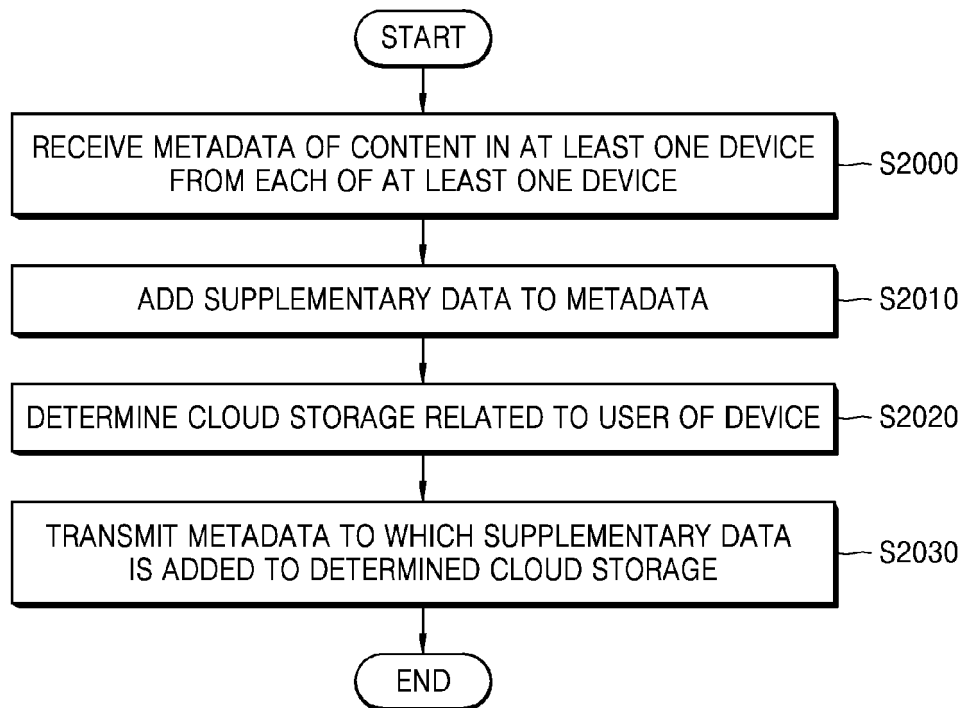 START
RECEIVE METADATA OF CONTENT IN AT LEAST ONE DEVICE
FROM EACH OF AT LEAST ONE DEVICE
S2000
ADD SUPPLEMENTARY DATA TO METADATA
S2010
DETERMINE CLOUD STORAGE RELATED TO USER OF DEVICE
S2020
TRANSMIT METADATA TO WHICH SUPPLEMENTARY DATA
IS ADDED TO DETERMINED CLOUD STORAGE
S2030
END